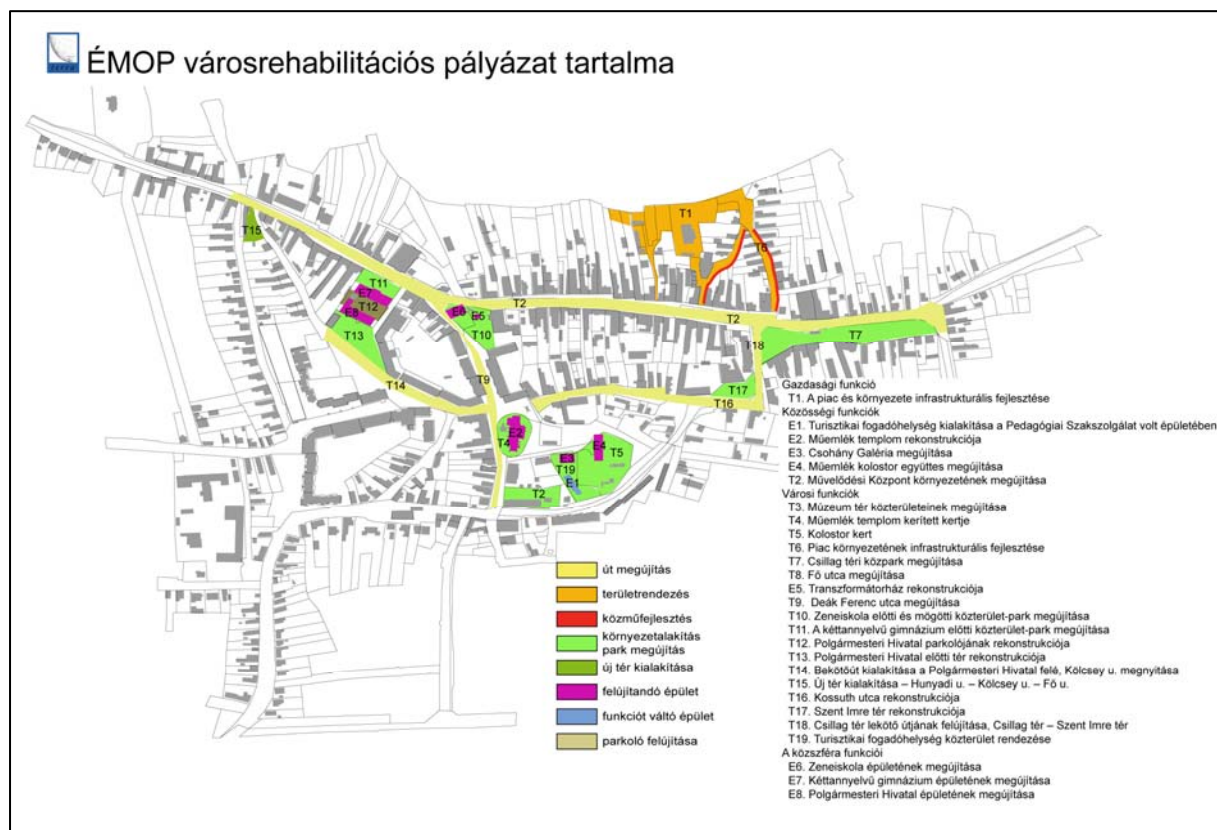 ÉMOP városrehabilitációs pályázat tartalma
T1
T6
T15
T11
E7
T12
E8
T13
T2
E6
E5
T10
T2
T18
T7
T9
T14
T17
T16
E2
T4
E4
E3
T5
T19
E1
T2
út megújítás
területrendezés
közműfejlesztés
környezetalakítás
park megújítás
új tér kialakítása
felújítandó épület
funkciót váltó épület
parkoló felújítása
Gazdasági funkció
T1. A piac és környezete infrastrukturális fejlesztése
Közösségi funkciók
E1. Turisztikai fogadóhelység kialakítása a Pedagógiai Szakszolgálat volt épületében
E2. Műemlék templom rekonstrukciója
E3. Csohány Galéria megújítása
E4. Műemlék kolostor együttes megújítása
T2. Művelődési Központ környezetének megújítása
Városi funkciók
T3. Múzeum tér közterületeinek megújítása
T4. Műemlék templom kerített kertje
T5. Kolostor kert
T6. Piac környezetének infrastrukturális fejlesztése
T7. Csillag téri közpark megújítása
T8. Fő utca megújítása
E5. Transzformátorház rekonstrukciója
T9. Deák Ferenc utca megújítása
T10. Zeneiskola előtti és mögötti közterület-park megújítása
T11. A kéttannyelvű gimnázium előtti közterület-park megújítása
T12. Polgármesteri Hivatal parkolójának rekonstrukciója
T13. Polgármesteri Hivatal előtti tér rekonstrukciója
T14. Bekötőút kialakítása a Polgármesteri Hivatal felé, Kölcsey u. megnyitása
T15. Új tér kialakítása – Hunyadi u. – Kölcsey u. – Fő u.
T16. Kossuth utca rekonstrukciója
T17. Szent Imre tér rekonstrukciója
T18. Csillag tér lekötő útjának felújítása, Csillag tér – Szent Imre tér
T19. Turisztikai fogadóhelység közterület rendezése
A közszféra funkciói
E6. Zeneiskola épületének megújítása
E7. Kéttannyelvű gimnázium épületének megújítása
E8. Polgármesteri Hivatal épületének megújítása